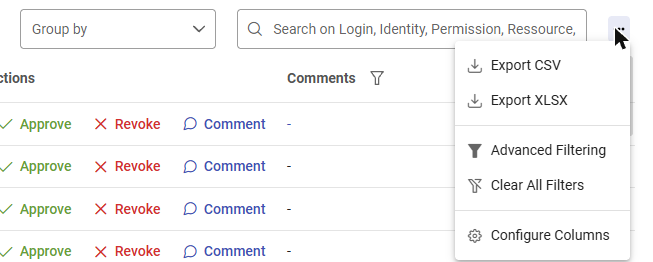 Group by
Search on Login, Identity, Permission, Ressource,
ctions
Comments
Export CSV
Export XLSX
Approve Revoke Comment -
Advanced Filtering
Approve Revoke Comment -
Clear All Filters
Approve Revoke Comment -
Configure Columns
Approve Revoke Comment -